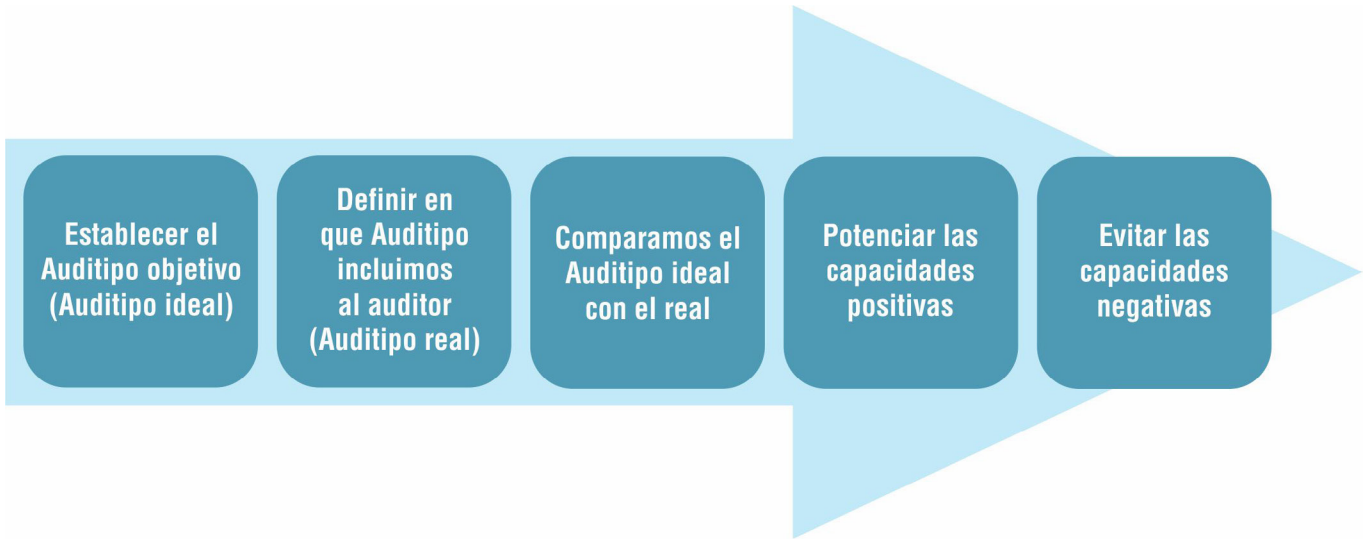 Establecer el
Auditipo objetivo
(Auditipo ideal)
Definir en
que Auditipo
incluimos
al auditor
(Auditipo real)
Comparamos el
Auditipo ideal
con el real
Potenciar las
capacidades
positivas
Evitar las
capacidades
negativas